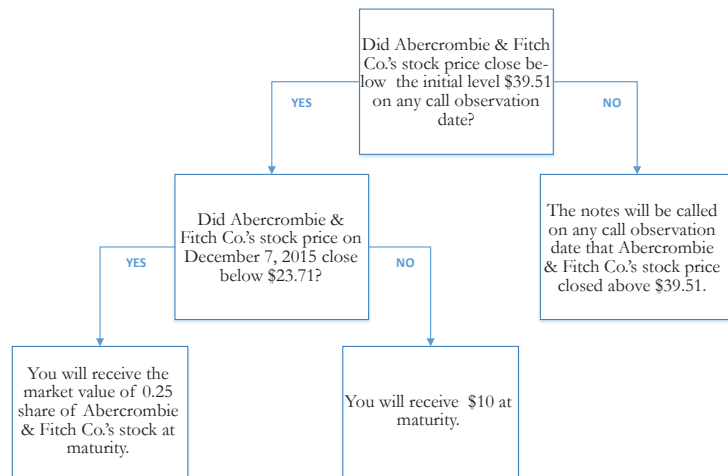 Did Abercrombie & Fitch
Co.'s stock price close be-
low the initial level $39.51
on any call observation
date?
YES
NO
Did Abercrombie &
Fitch Co.'s stock price on
December 7, 2015 close
below $23.71?
The notes will be called
on any call observation
date that Abercrombie
& Fitch Co.'s stock price
closed above $39.51.
YES
NO
You will receive the
market value of 0.25
share of Abercrombie
& Fitch Co.'s stock at
maturity.
You will receive $10 at
maturity.